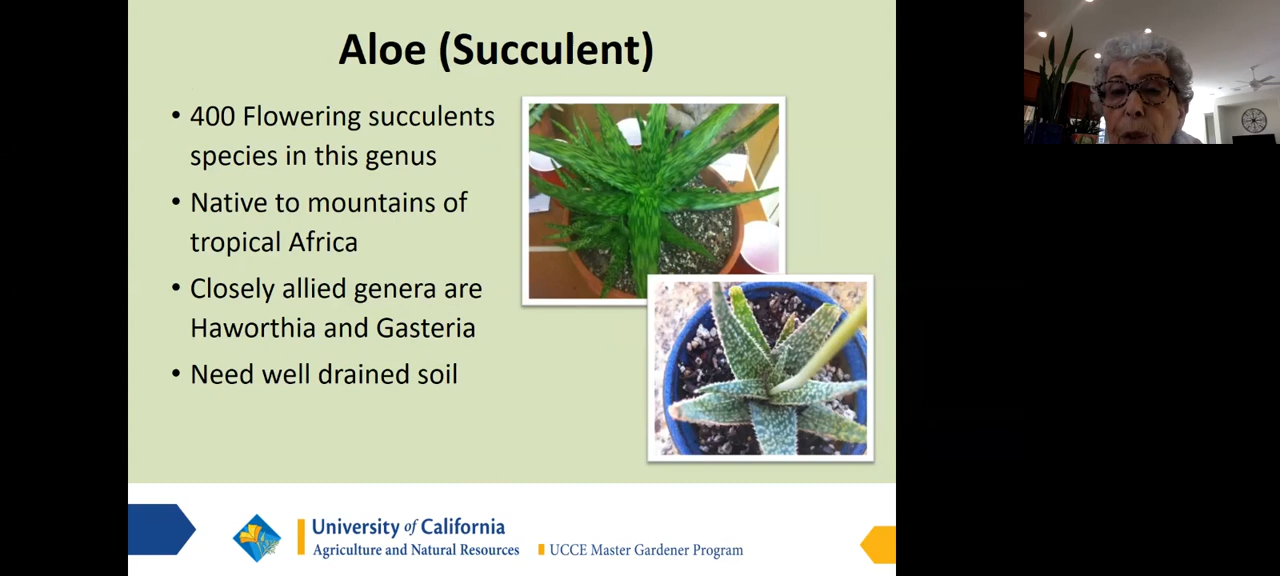 Aloe (Succulent)
• 400 Flowering succulents
species in this genus
• Native to mountains of
tropical Africa
• Closely allied genera are
Haworthia and Gasteria
• Need well drained soil
University of California
Agriculture and Natural Resources
UCCE Master Gardener Program